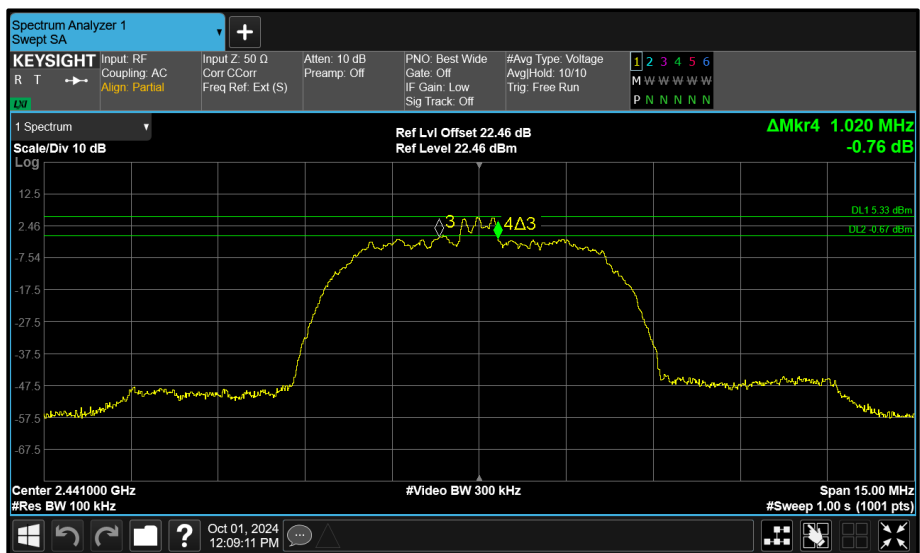 Spectrum Analyzer 1
Swept SA
KEYSIGHT
R T
LXI
Input: RF
Coupling: AC
Align: Partial
Input Z: 50 Ω
Corr CCorr
Freq Ref: Ext (S)
Atten: 10 dB
Preamp: Off
PNO: Best Wide
Gate: Off
IF Gain: Low
Sig Track: Off
#Avg Type: Voltage
Avg|Hold: 10/10
Trig: Free Run
1 2 3 4 5 6
M W W W W W
P N N N N N
1 Spectrum
Scale/Div 10 dB
Log
Ref Lvl Offset 22.46 dB
Ref Level 22.46 dBm
ΔMkr4 1.020 MHz
-0.76 dB
12.5
DL1 5.33 dBm
3
4Δ3
2.46
DL2 -0.67 dBm
-7.54
-17.5
-27.5
-37.5
-47.5
-57.5
-67.5
Center 2.441000 GHz
#Res BW 100 kHz
#Video BW 300 kHz
Span 15.00 MHz
#Sweep 1.00 s (1001 pts)
?
Oct 01, 2024
12:09:11 PM